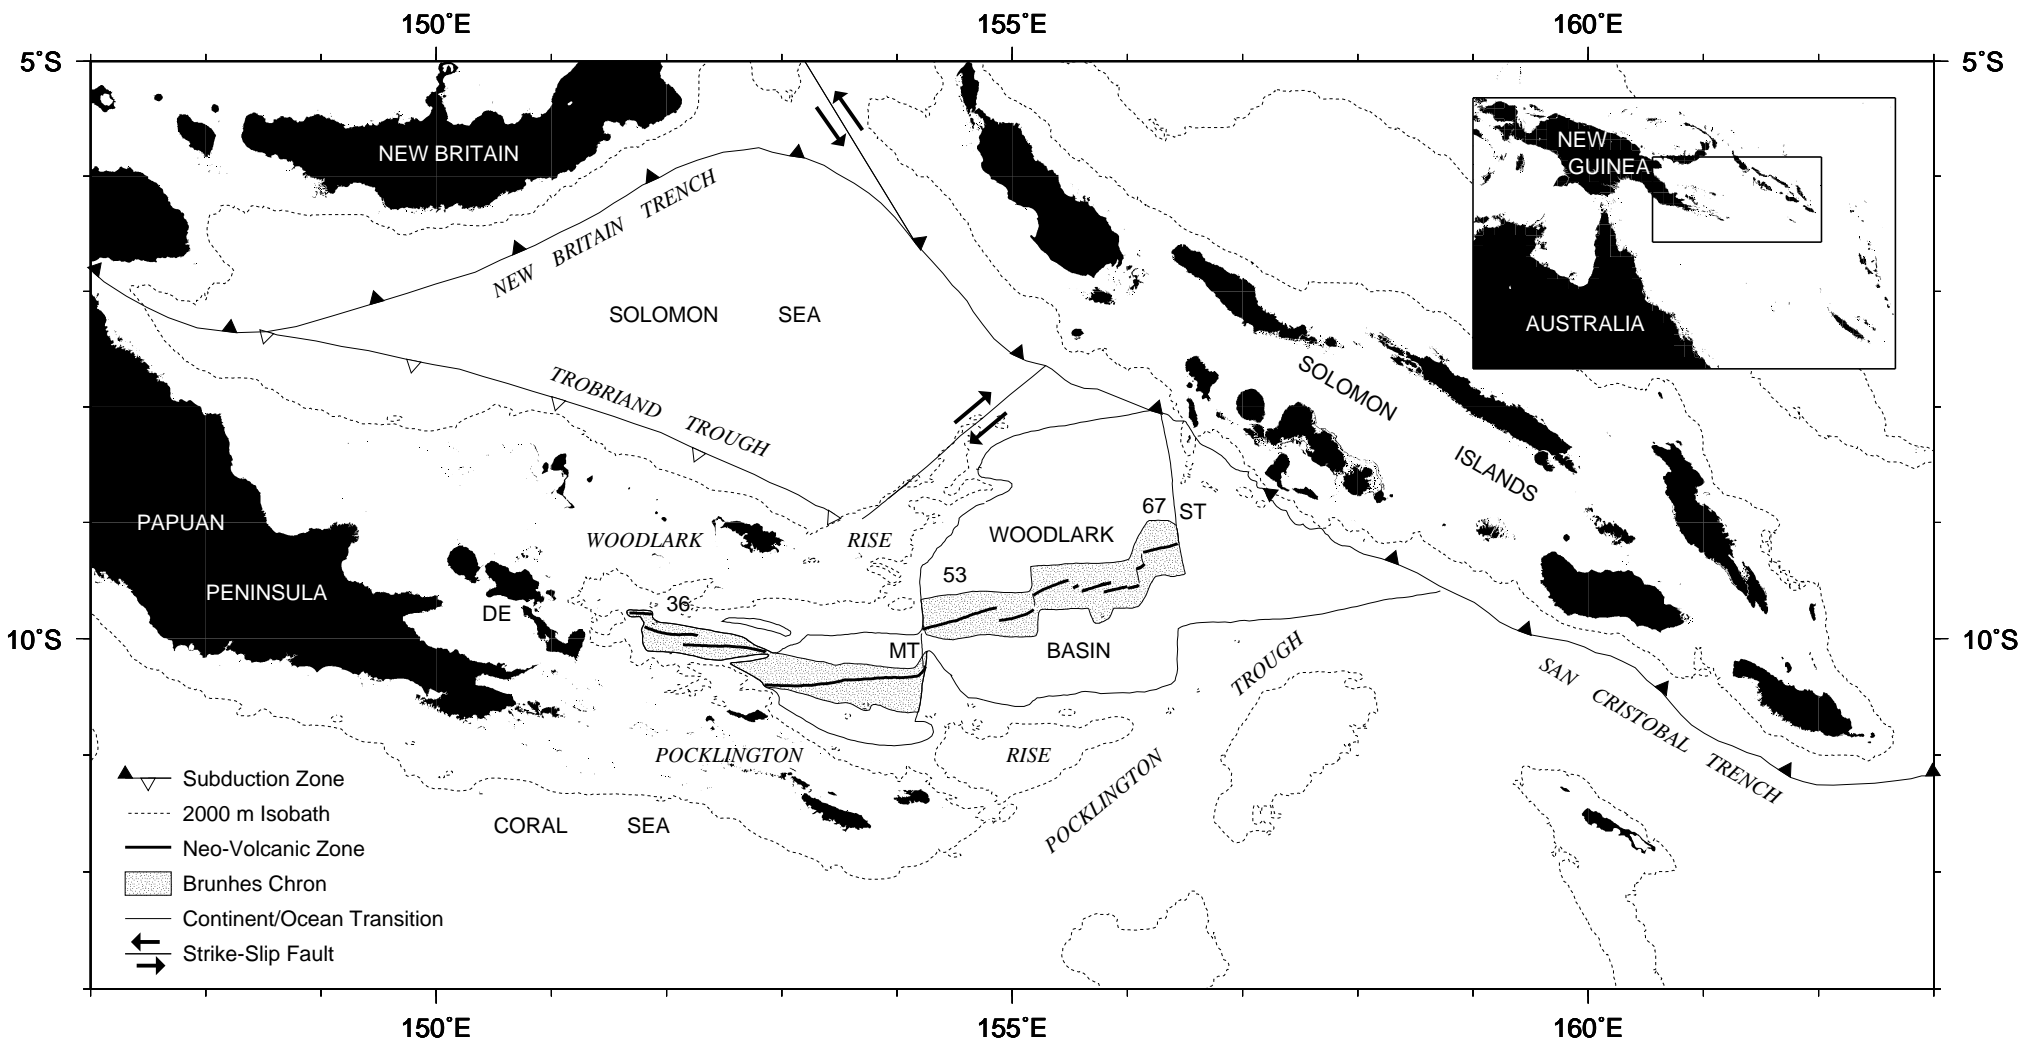 150°E 155°E 160°E
5°S 5°S
NEW BRITAIN
NEW BRITAIN TRENCH
SOLOMON SEA
NEW
GUINEA
AUSTRALIA
TROBRIAND TROUGH
SOLOMON
ISLANDS
PAPUAN
PENINSULA
WOODLARK RISE
WOODLARK
BASIN
67
ST
53
36
DE
MT
10°S 10°S
TROUGH
POCKLINGTON
SAN CRISTOBAL TRENCH
POCKLINGTON RISE
CORAL SEA
Subduction Zone
2000 m Isobath
Neo-Volcanic Zone
Brunhes Chron
Continent/Ocean Transition
Strike-Slip Fault
150°E 155°E 160°E